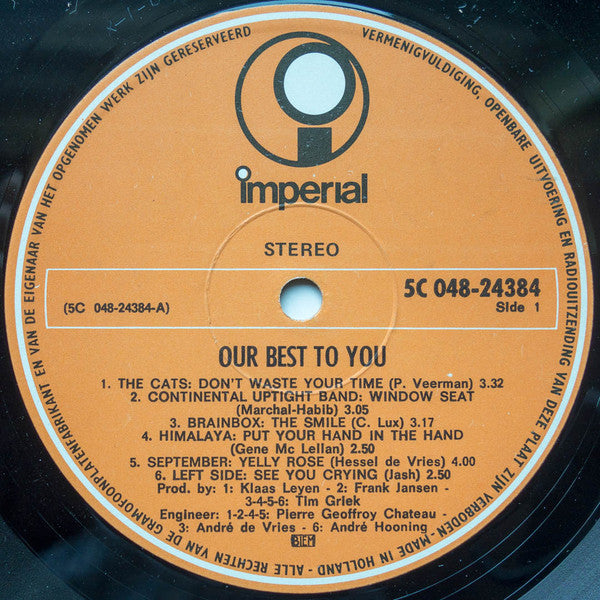 ALLE RECHTEN VAN DE GRAMOFOONPLATENFABRIKANT EN VAN DE EIGENAAR VAN HET OPGENOMEN WERK ZIJN GERESERVEERD
VERMENIGVULDIGING, OPENBARE UITVOERING EN RADIOUITZENDING VAN DEZE PLAAT ZIJN VERBODEN - MADE IN HOLLAND -
imperial
STEREO
(5C 048-24384-A)
5C 048-24384
Side 1
OUR BEST TO YOU
1. THE CATS: DON'T WASTE YOUR TIME (P. Veerman) 3.32
2. CONTINENTAL UPTIGHT BAND: WINDOW SEAT
(Marchal-Habib) 3.05
3. BRAINBOX: THE SMILE (C. Lux) 3.17
4. HIMALAYA: PUT YOUR HAND IN THE HAND
(Gene Mc Lellan) 2.50
5. SEPTEMBER: YELLY ROSE (Hessel de Vries) 4.00
6. LEFT SIDE: SEE YOU CRYING (Jash) 2.50
Prod. by: 1: Klaas Leyen - 2: Frank Jansen -
3-4-5-6: Tim Griek
Engineer: 1-2-4-5: Pierre Geoffroy Chateau -
3: André de Vries - 6: André Hooning
BIEM